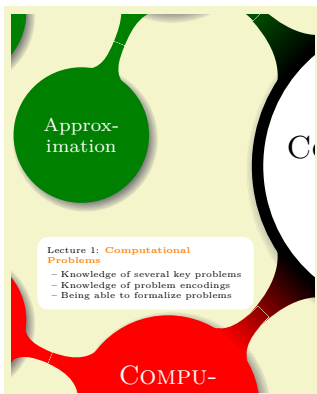 Approx-
imation
Co
Lecture 1: Computational
Problems
– Knowledge of several key problems
– Knowledge of problem encodings
– Being able to formalize problems
Compu-